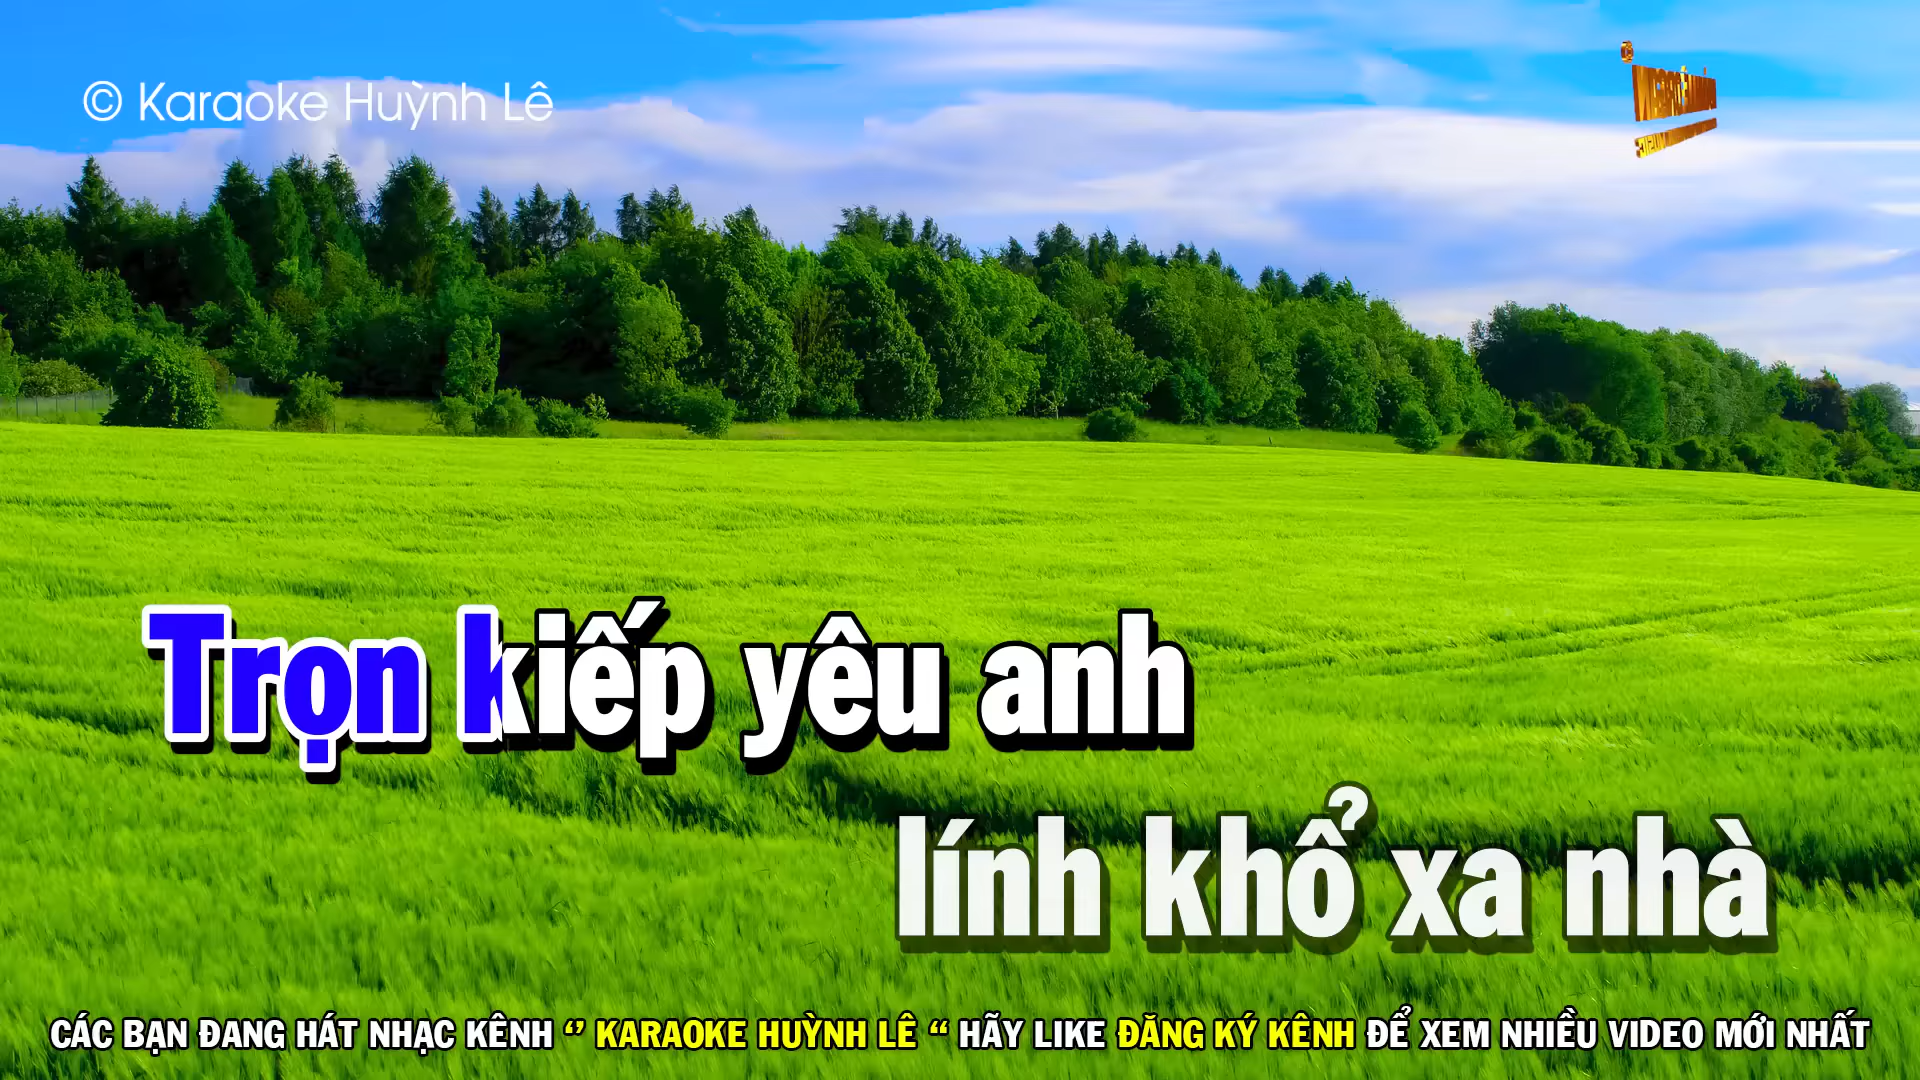 © Karaoke Huỳnh Lê
Trọn kiếp yêu anh
lính khổ xa nhà
CÁC BẠN ĐANG HÁT NHẠC KÊNH “ KARAOKE HUỲNH LÊ “ HÃY LIKE ĐĂNG KÝ KÊNH ĐỂ XEM NHIỀU VIDEO MỚI NHẤT